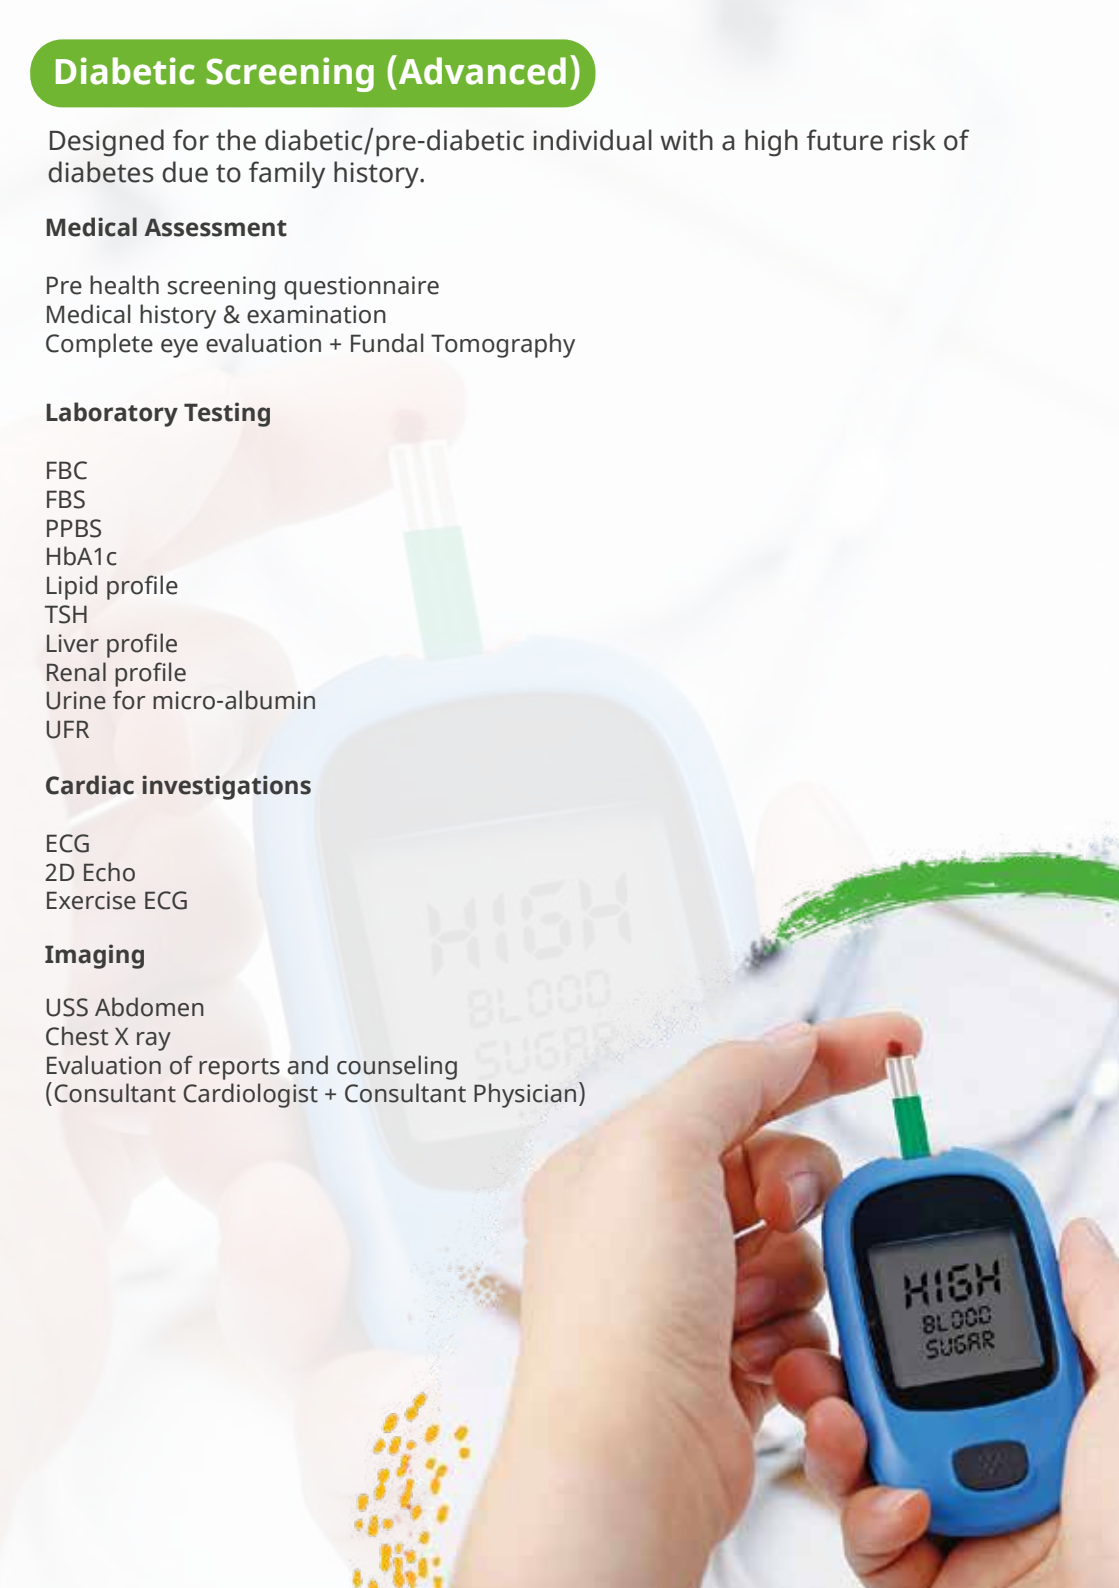 Diabetic Screening (Advanced)
Designed for the diabetic/pre-diabetic individual with a high future risk of
diabetes due to family history.
Medical Assessment
Pre health screening questionnaire
Medical history & examination
Complete eye evaluation + Fundal Tomography
Laboratory Testing
FBC
FBS
PPBS
HbA1c
Lipid profile
TSH
Liver profile
Renal profile
Urine for micro-albumin
UFR
Cardiac investigations
ECG
2D Echo
Exercise ECG
Imaging
USS Abdomen
Chest X ray
Evaluation of reports and counseling
(Consultant Cardiologist + Consultant Physician)
HIGH
BLOOD
SUGAR
HIGH
BLOOD
SUGAR